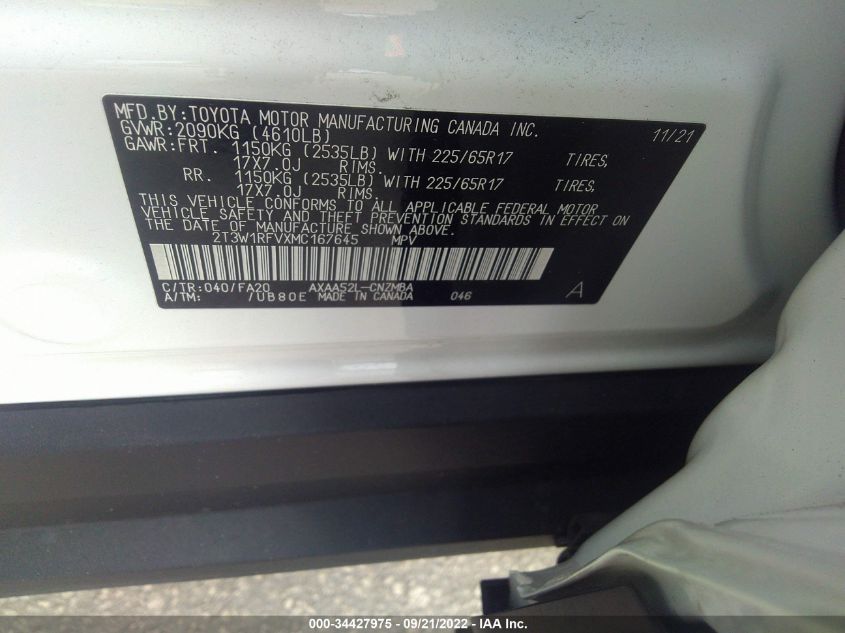 MFD.BY:TOYOTA MOTOR MANUFACTURING CANADA INC. 11/21
GVWR:2090KG (4610LB)
GAWR:FRT. 1150KG (2535LB) WITH 225/65R17 TIRES,
17X7.0J RIMS.
RR. 1150KG (2535LB) WITH 225/65R17 TIRES,
17X7.0J RIMS.
THIS VEHICLE CONFORMS TO ALL APPLICABLE FEDERAL MOTOR
VEHICLE SAFETY AND THEFT PREVENTION STANDARDS IN EFFECT ON
THE DATE OF MANUFACTURE SHOWN ABOVE.
2T3W1RFVXMC167645 MPV
C/TR:040/FA20 AXAA52L-CNZMBA A
A/TM: 7UB80E MADE IN CANADA 046
000-34427975 - 09/21/2022 - IAA Inc.